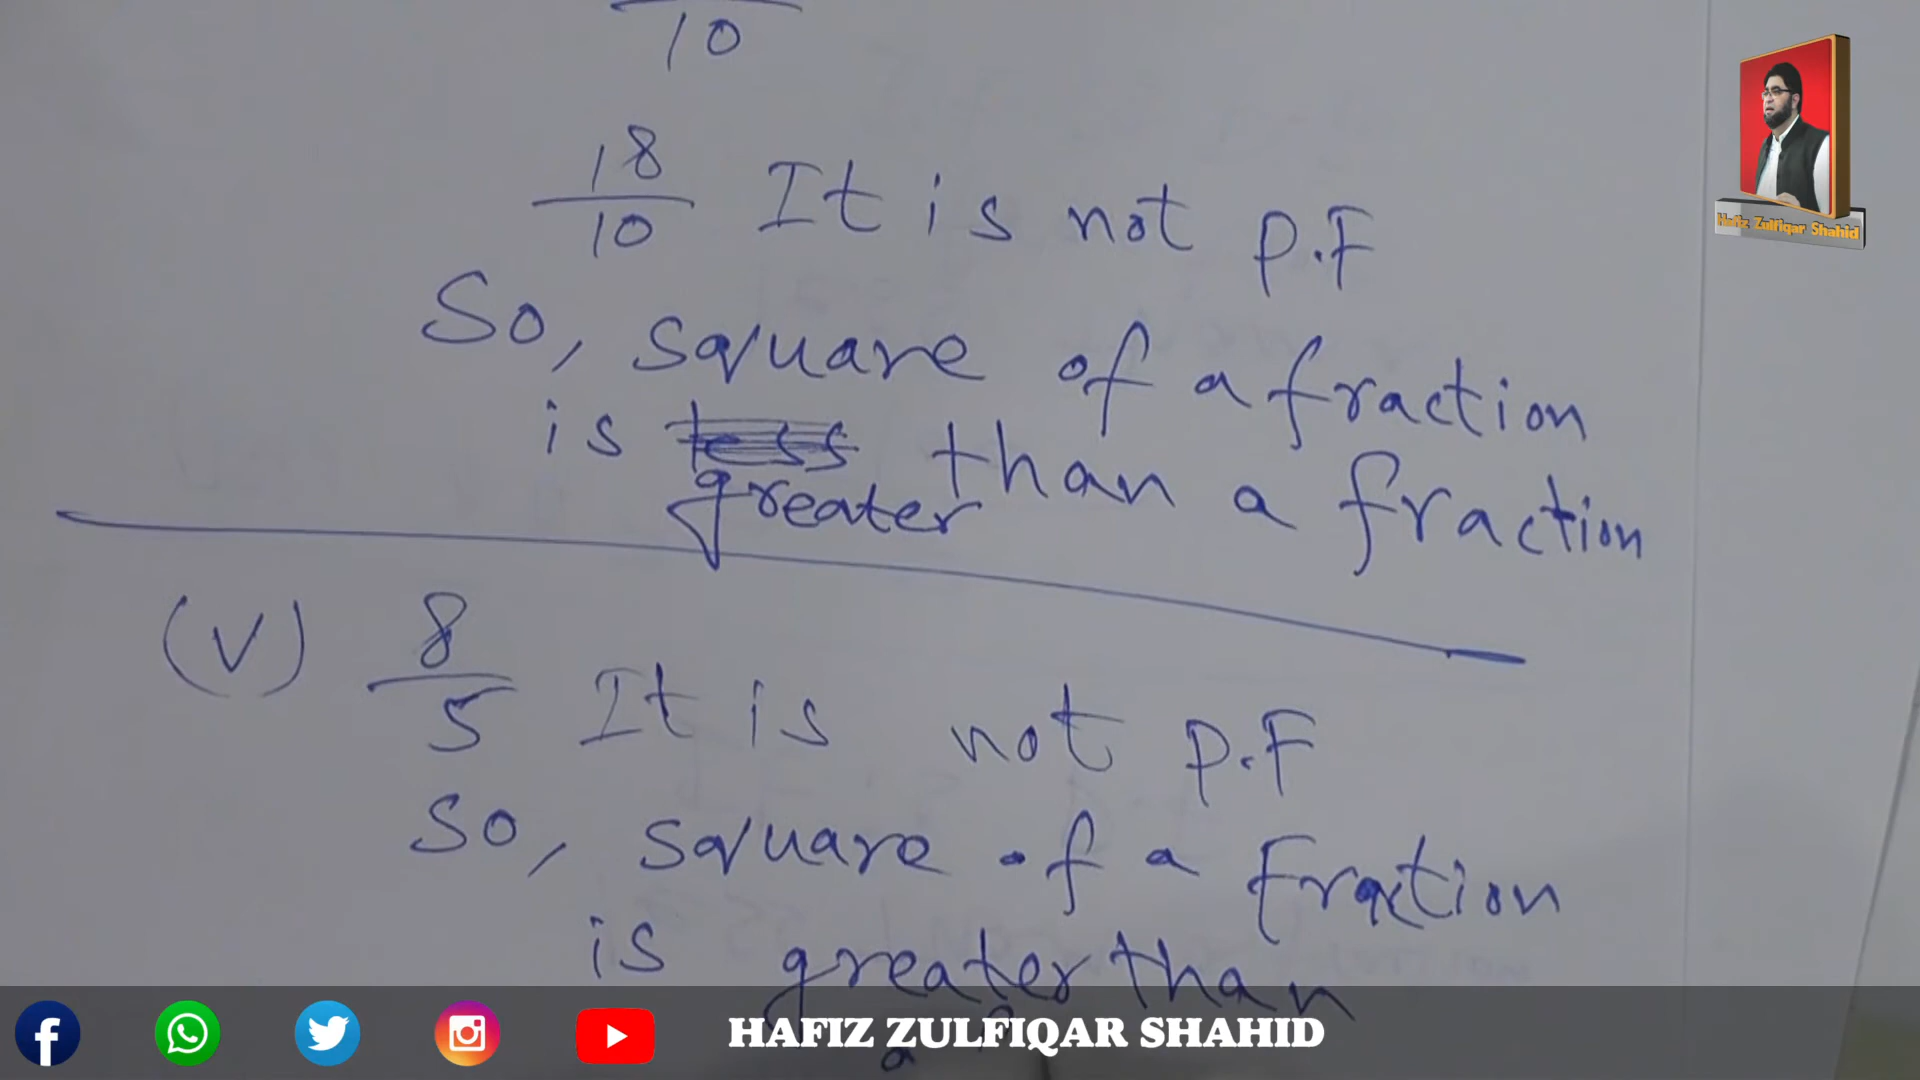 10
18
10 It is not P.F
So, square of a fraction
is less than a fraction
greater
(V) 8
5 It is not P.F
So, square of a Fraction
is greater than
a
Hafiz Zulfiqar Shahid
HAFIZ ZULFIQAR SHAHID